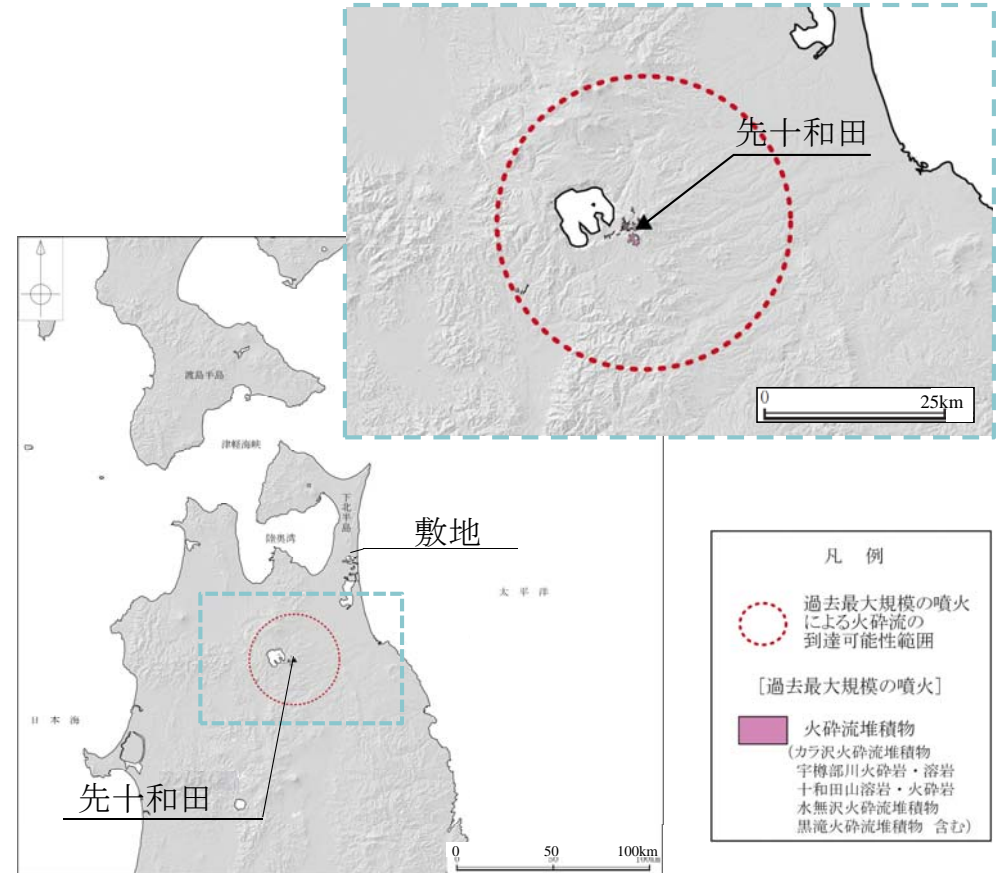 先十和田
0
25km
渡島半島
津軽海峡
下北半島
陸奥湾
敷地
太平洋
日本海
先十和田
0 50 100km
0 50 100km
凡 例
過去最大規模の噴火
による火砕流の
到達可能性範囲
[過去最大規模の噴火]
火砕流堆積物
(カラ沢火砕流堆積物
宇樽部川火砕岩・溶岩
十和田山溶岩・火砕岩
水無沢火砕流堆積物
黒滝火砕流堆積物 含む)